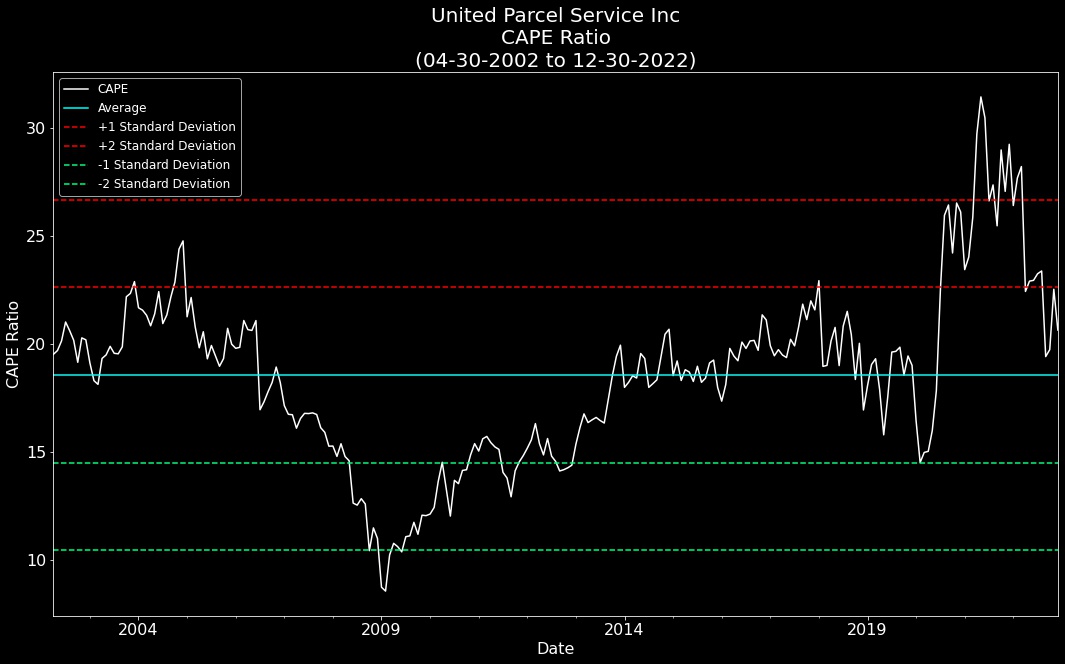 United Parcel Service Inc
CAPE Ratio
(04-30-2002 to 12-30-2022)
CAPE
Average
+1 Standard Deviation
+2 Standard Deviation
-1 Standard Deviation
-2 Standard Deviation
30
25
20
15
10
CAPE Ratio
2004
2009
2014
2019
Date